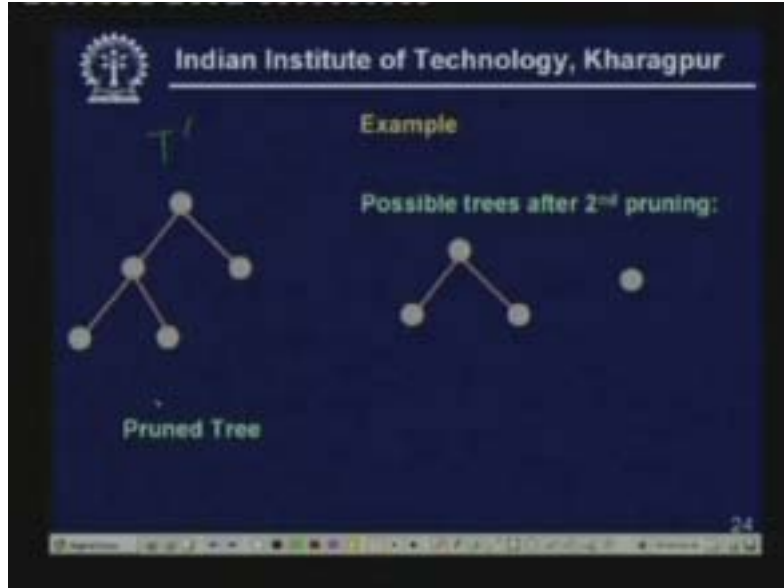 Indian Institute of Technology, Kharagpur
Example
T'
Possible trees after 2nd pruning:
Pruned Tree
24